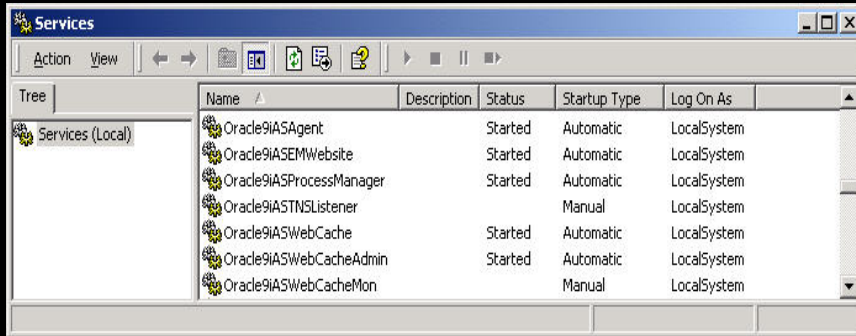 Services
Action View
Tree
Name Description Status Startup Type Log On As
Services (Local)
Oracle9iASAgent Started Automatic LocalSystem
Oracle9iASEMWebsite Started Automatic LocalSystem
Oracle9iASProcessManager Started Automatic LocalSystem
Oracle9iASTNSListener Manual LocalSystem
Oracle9iASWebCache Started Automatic LocalSystem
Oracle9iASWebCacheAdmin Started Automatic LocalSystem
Oracle9iASWebCacheMon Manual LocalSystem